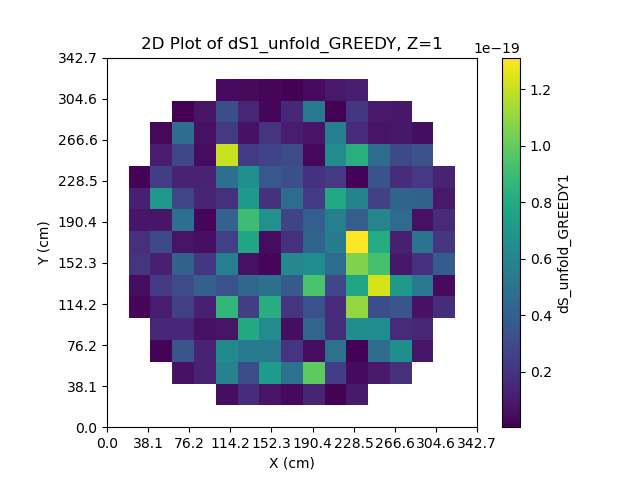 2D Plot of dS1_unfold_GREEDY, Z=1
1e−19
342.7
304.6
266.6
228.5
190.4
152.3
114.2
76.2
38.1
0.0
Y (cm)
0.0 38.1 76.2 114.2 152.3 190.4 228.5 266.6 304.6 342.7
X (cm)
1.2
1.0
0.8
0.6
0.4
0.2
dS_unfold_GREEDY1